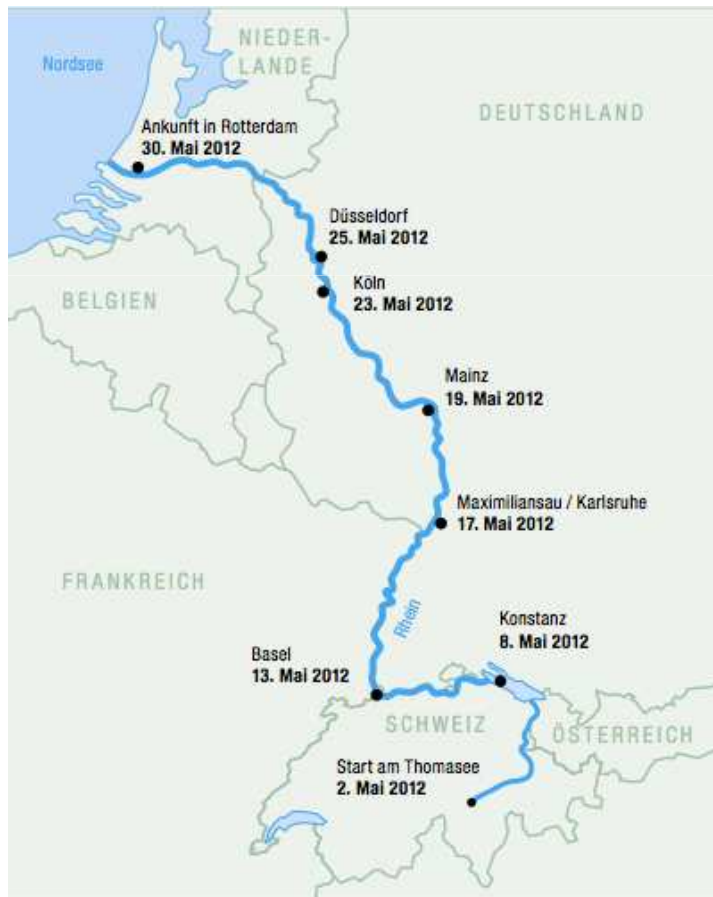 NIEDER-
LANDE
Nordsee
DEUTSCHLAND
Ankunft in Rotterdam
30. Mai 2012
Düsseldorf
25. Mai 2012
Köln
23. Mai 2012
BELGIEN
Mainz
19. Mai 2012
Maximiliansau / Karlsruhe
17. Mai 2012
FRANKREICH
Rhein
Konstanz
8. Mai 2012
Basel
13. Mai 2012
SCHWEIZ
ÖSTERREICH
Start am Thomasee
2. Mai 2012